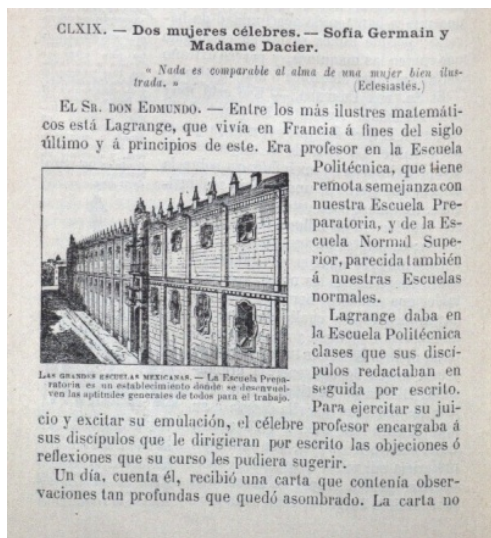 CLXIX. — Dos mujeres célebres. — Sofía Germain y
Madame Dacier.
« Nada es comparable al alma de una mujer bien ilus-
trada. » (Eclesiastés.)
EL SR. DON EDMUNDO. — Entre los más ilustres matemáti-
cos está Lagrange, que vivía en Francia á fines del siglo
último y á principios de este. Era profesor en la Escuela
Politécnica, que tiene
remota semejanza con
nuestra Escuela Pre-
paratoria, y de la Es-
cuela Normal Supe-
rior, parecida también
á nuestras Escuelas
normales.
Lagrange daba en
la Escuela Politécnica
clases que sus discí-
pulos redactaban en
seguida por escrito.
Para ejercitar su jui-
LAS GRANDES ESCUELAS MEXICANAS. — La Escuela Prepa-
ratoria es un establecimiento donde se desenvuel-
ven las aptitudes generales de todos para el trabajo.
cio y excitar su emulación, el célebre profesor encargaba á
sus discípulos que le dirigieran por escrito las objeciones ó
reflexiones que su curso les pudiera sugerir.
Un día, cuenta él, recibió una carta que contenía obser-
vaciones tan profundas que quedó asombrado. La carta no